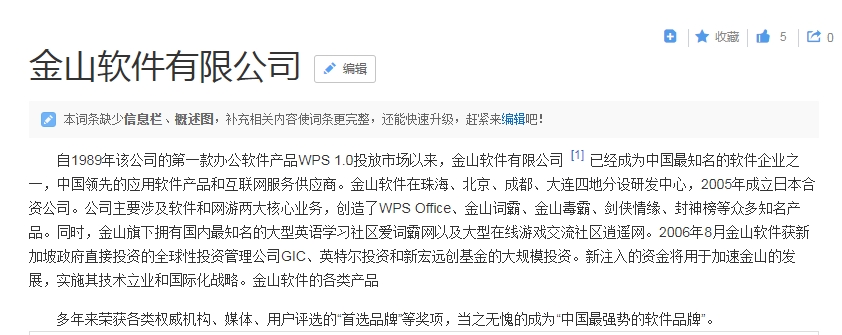 收藏 5 0
金山软件有限公司 编辑
本词条缺少信息栏、概述图，补充相关内容使词条更完整，还能快速升级，赶紧来编辑吧！
自1989年该公司的第一款办公软件产品WPS 1.0投放市场以来，金山软件有限公司 [1] 已经成为中国最知名的软件企业之
一，中国领先的应用软件产品和互联网服务供应商。金山软件在珠海、北京、成都、大连四地分设研发中心，2005年成立日本合
资公司。公司主要涉及软件和网游两大核心业务，创造了WPS Office、金山词霸、金山毒霸、剑侠情缘、封神榜等众多知名产
品。同时，金山旗下拥有国内最知名的大型英语学习社区爱词霸网以及大型在线游戏交流社区逍遥网。2006年8月金山软件获新
加坡政府直接投资的全球性投资管理公司GIC、英特尔投资和新宏远创基金的大规模投资。新注入的资金将用于加速金山的发
展，实施其技术立业和国际化战略。金山软件的各类产品
多年来荣获各类权威机构、媒体、用户评选的“首选品牌”等奖项，当之无愧的成为“中国最强势的软件品牌”。